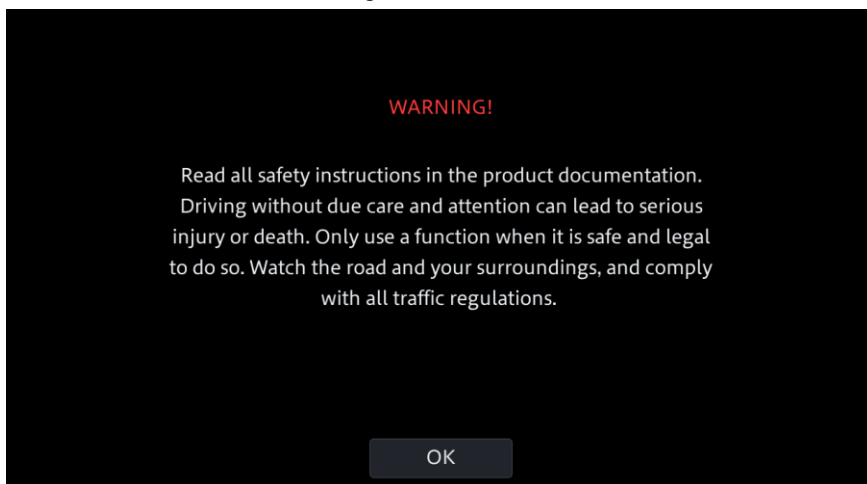 WARNING!
Read all safety instructions in the product documentation.
Driving without due care and attention can lead to serious
injury or death. Only use a function when it is safe and legal
to do so. Watch the road and your surroundings, and comply
with all traffic regulations.
OK